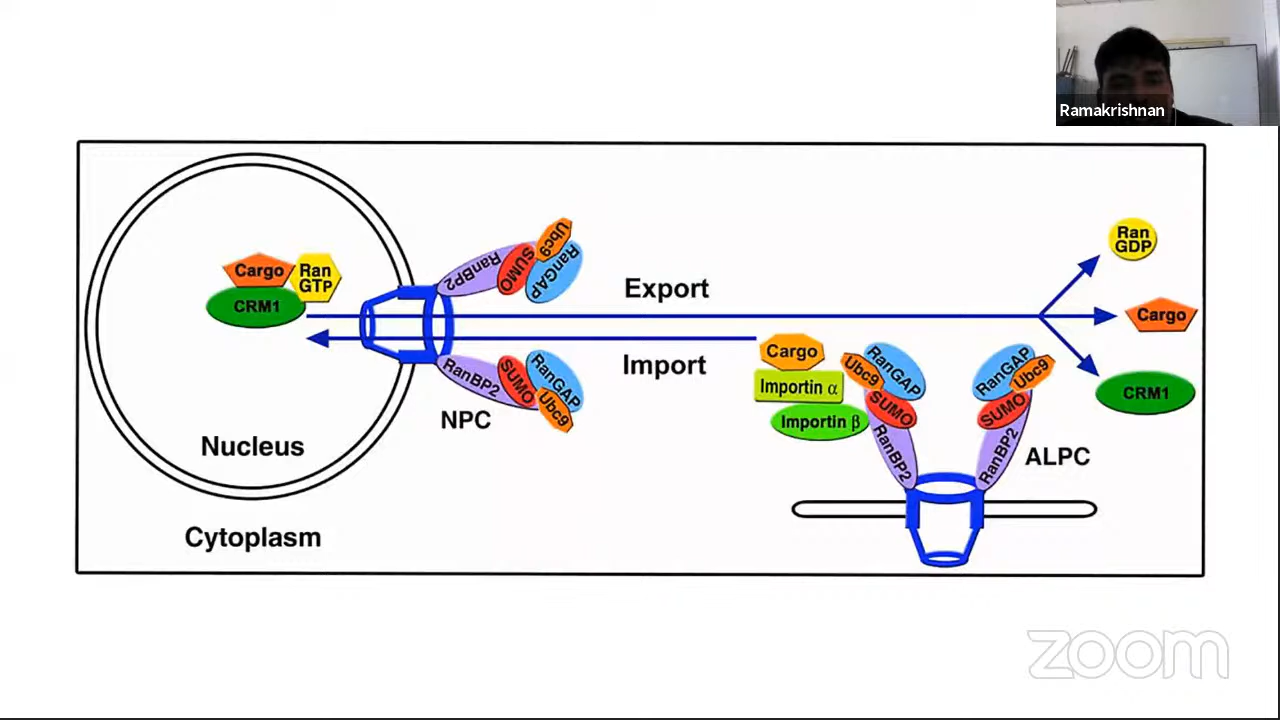 Ramakrishnan
Cargo
Ran
GTP
CRM1
RanBP2
SUMO
Ubc9
RanGAP
Export
Import
RanBP2
SUMO
RanGAP
Ubc9
NPC
Nucleus
Cytoplasm
Cargo
Importin α
Importin β
Ubc9
RanGAP
SUMO
RanBP2
RanGAP
Ubc9
SUMO
RanBP2
ALPC
Ran
GDP
Cargo
CRM1
zoom